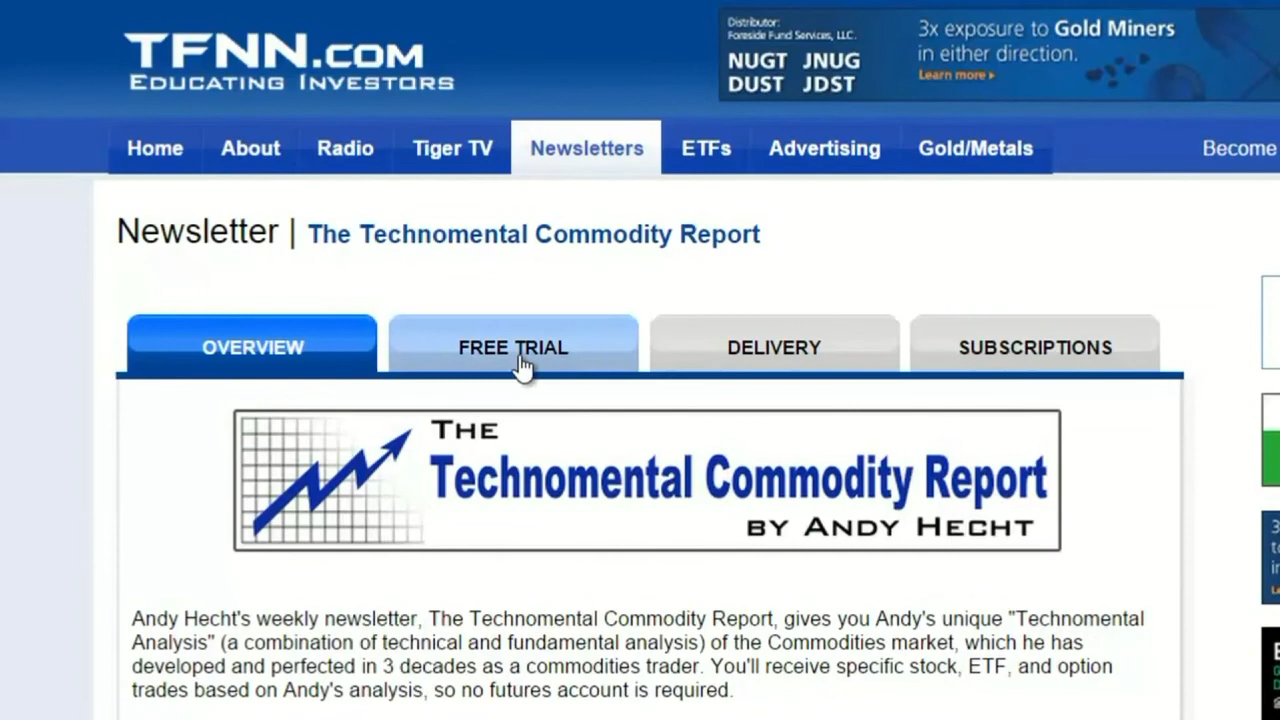 TFNN.COM
EDUCATING INVESTORS
Distributor:
Foreside Fund Services, LLC.
NUGT JNUG
DUST JDST
3x exposure to Gold Miners
in either direction.
Learn more
Home About Radio Tiger TV Newsletters ETFs Advertising Gold/Metals Become
Newsletter | The Technomental Commodity Report
OVERVIEW FREE TRIAL DELIVERY SUBSCRIPTIONS
THE
Technomental Commodity Report
BY ANDY HECHT
Andy Hecht's weekly newsletter, The Technomental Commodity Report, gives you Andy's unique "Technomental
Analysis" (a combination of technical and fundamental analysis) of the Commodities market, which he has
developed and perfected in 3 decades as a commodities trader. You'll receive specific stock, ETF, and option
trades based on Andy's analysis, so no futures account is required.